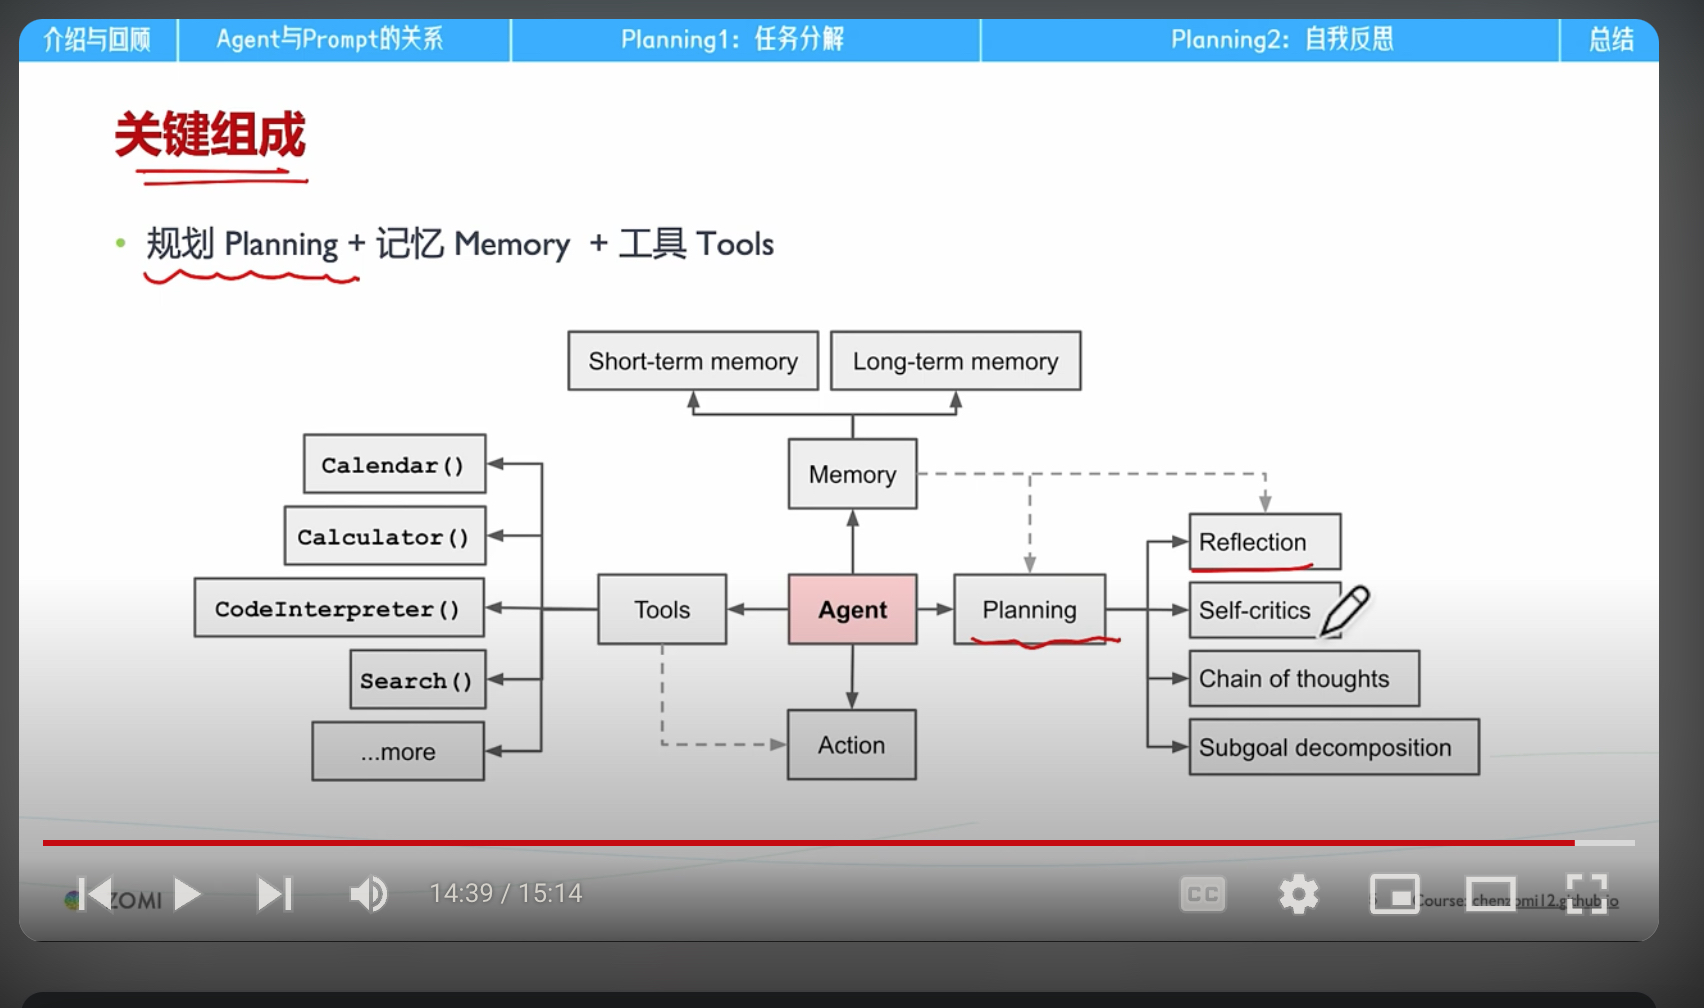 介绍与回顾
Agent与Prompt的关系
Planning1：任务分解
Planning2：自我反思
总结
关键组成
• 规划 Planning + 记忆 Memory + 工具 Tools
Short-term memory
Long-term memory
Calendar()
Memory
Calculator()
Reflection
CodeInterpreter()
Tools
Agent
Planning
Self-critics
Search()
Chain of thoughts
...more
Action
Subgoal decomposition
ZOMI
14:39 / 15:14
CC
Course: chenzomi12.github.io